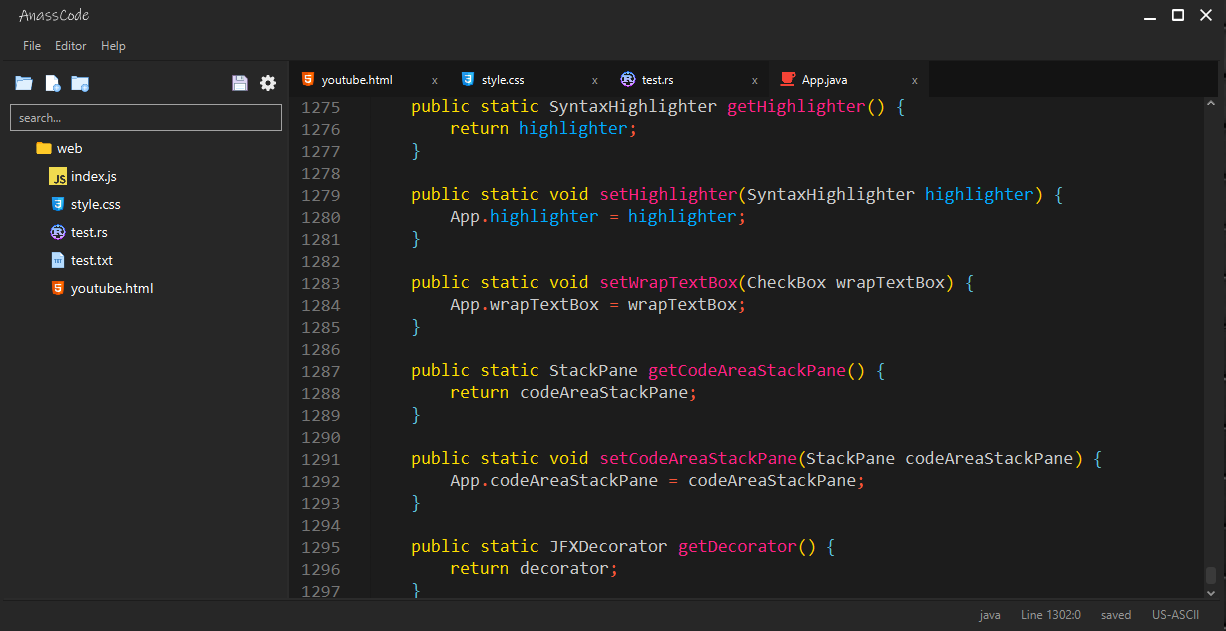 AnassCode
File Editor Help
search...
web
index.js
style.css
test.rs
test.txt
youtube.html
youtube.html x style.css x test.rs x App.java x
1275 public static SyntaxHighlighter getHighlighter() {
1276 return highlighter;
1277 }
1278
1279 public static void setHighlighter(SyntaxHighlighter highlighter) {
1280 App.highlighter = highlighter;
1281 }
1282
1283 public static void setWrapTextBox(CheckBox wrapTextBox) {
1284 App.wrapTextBox = wrapTextBox;
1285 }
1286
1287 public static StackPane getCodeAreaStackPane() {
1288 return codeAreaStackPane;
1289 }
1290
1291 public static void setCodeAreaStackPane(StackPane codeAreaStackPane) {
1292 App.codeAreaStackPane = codeAreaStackPane;
1293 }
1294
1295 public static JFXDecorator getDecorator() {
1296 return decorator;
1297 }
java Line 1302:0 saved US-ASCII